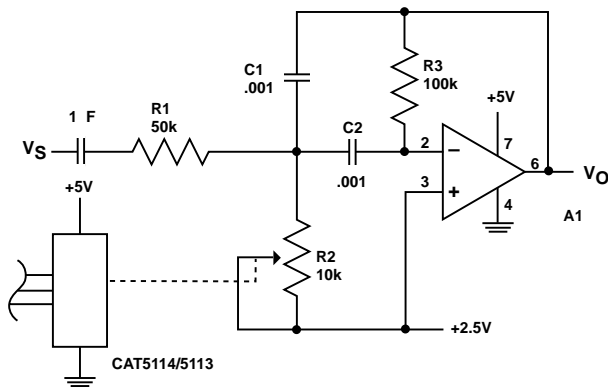 C1
.001
R3
100k
+5V
1 F
R1
50k
C2
.001
VS
2
7
6
3
4
VO
A1
+5V
R2
10k
+2.5V
CAT5114/5113